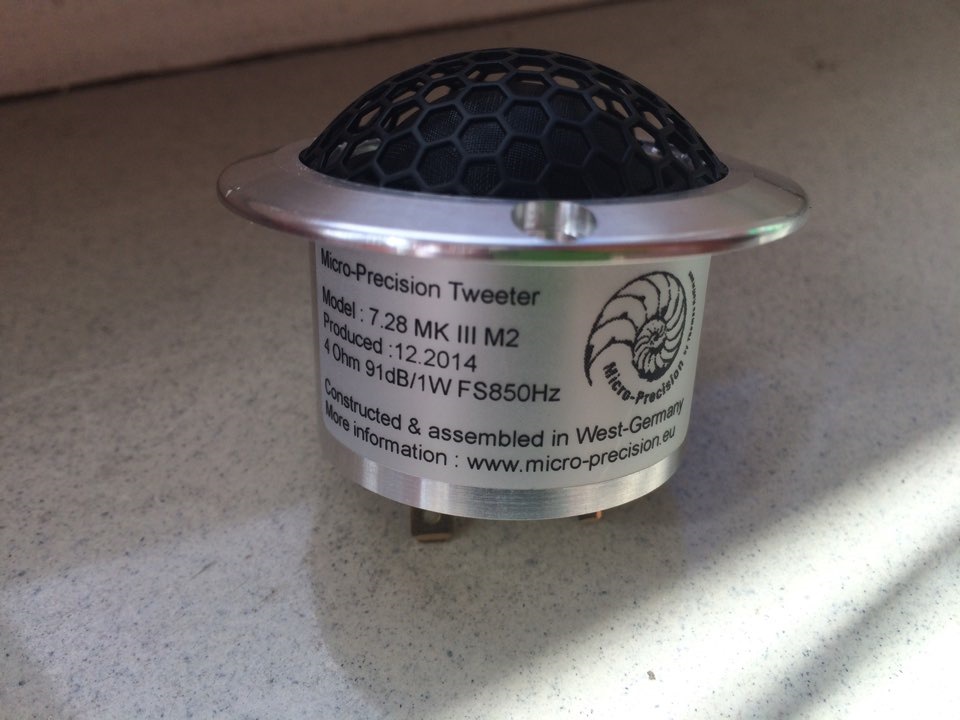 Micro-Precision Tweeter
Model : 7.28 MK III M2
Produced :12.2014
4 Ohm 91dB/1W FS850Hz
Constructed & assembled in West-Germany
More information : www.micro-precision.eu
Micro-Precision